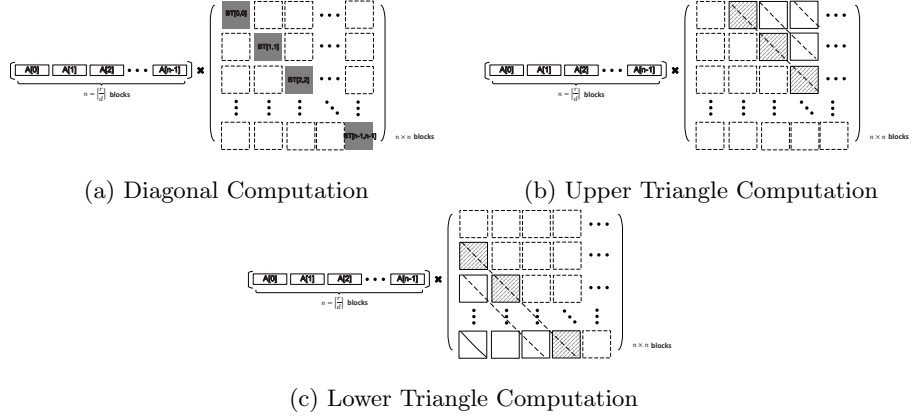 BT[0,0]
BT[1,1]
A[0] A[1] A[2] ••• A[n-1] ×
BT[2,2]
blocks
BT[n-1,n-1]
n × n blocks
A[0] A[1] A[2] ••• A[n-1] ×
blocks
n × n blocks
(a) Diagonal Computation
(b) Upper Triangle Computation
A[0] A[1] A[2] ••• A[n-1] ×
blocks
n × n blocks
(c) Lower Triangle Computation